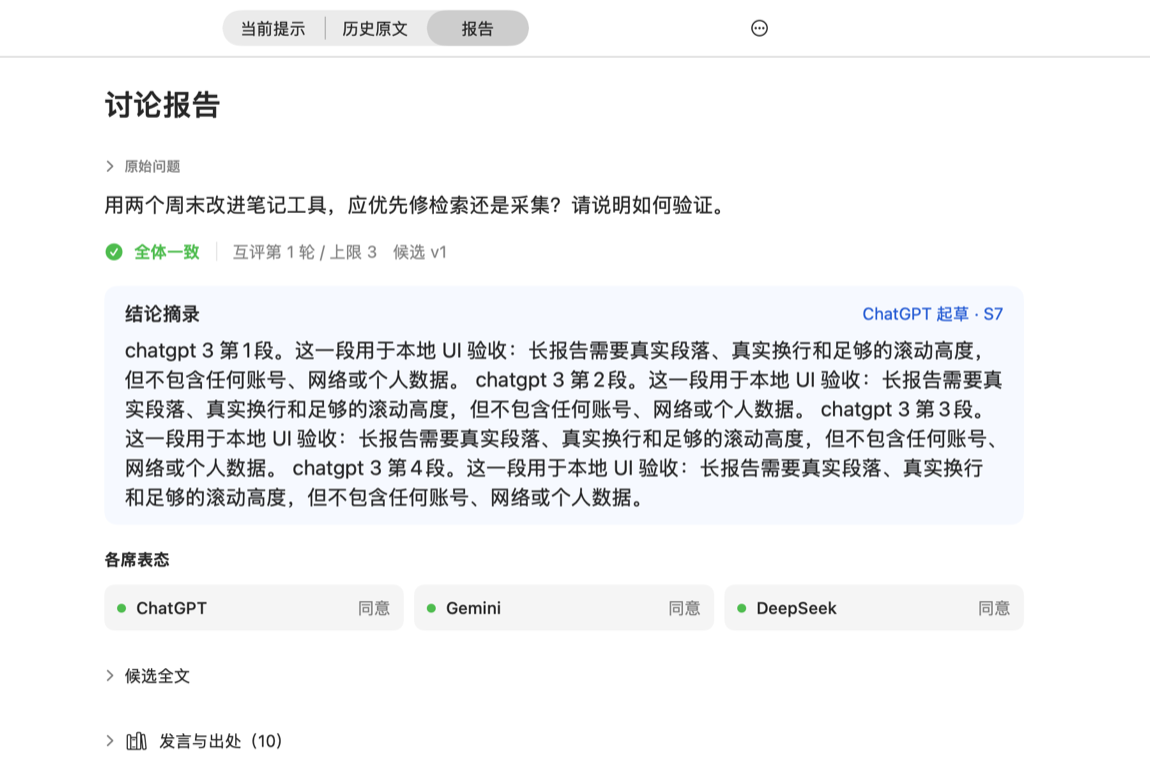 当前提示 历史原文 报告
讨论报告
原始问题
用两个周末改进笔记工具，应优先修检索还是采集？请说明如何验证。
全体一致 互评第 1 轮 / 上限 3 候选 v1
结论摘录 ChatGPT 起草 · S7
chatgpt 3 第1段。这一段用于本地 UI 验收：长报告需要真实段落、真实换行和足够的滚动高度，
但不包含任何账号、网络或个人数据。 chatgpt 3 第2段。这一段用于本地 UI 验收：长报告需要真
实段落、真实换行和足够的滚动高度，但不包含任何账号、网络或个人数据。 chatgpt 3 第3段。
这一段用于本地 UI 验收：长报告需要真实段落、真实换行和足够的滚动高度，但不包含任何账号、
网络或个人数据。 chatgpt 3 第4段。这一段用于本地 UI 验收：长报告需要真实段落、真实换行
和足够的滚动高度，但不包含任何账号、网络或个人数据。
各席表态
ChatGPT 同意 Gemini 同意 DeepSeek 同意
候选全文
发言与出处（10）